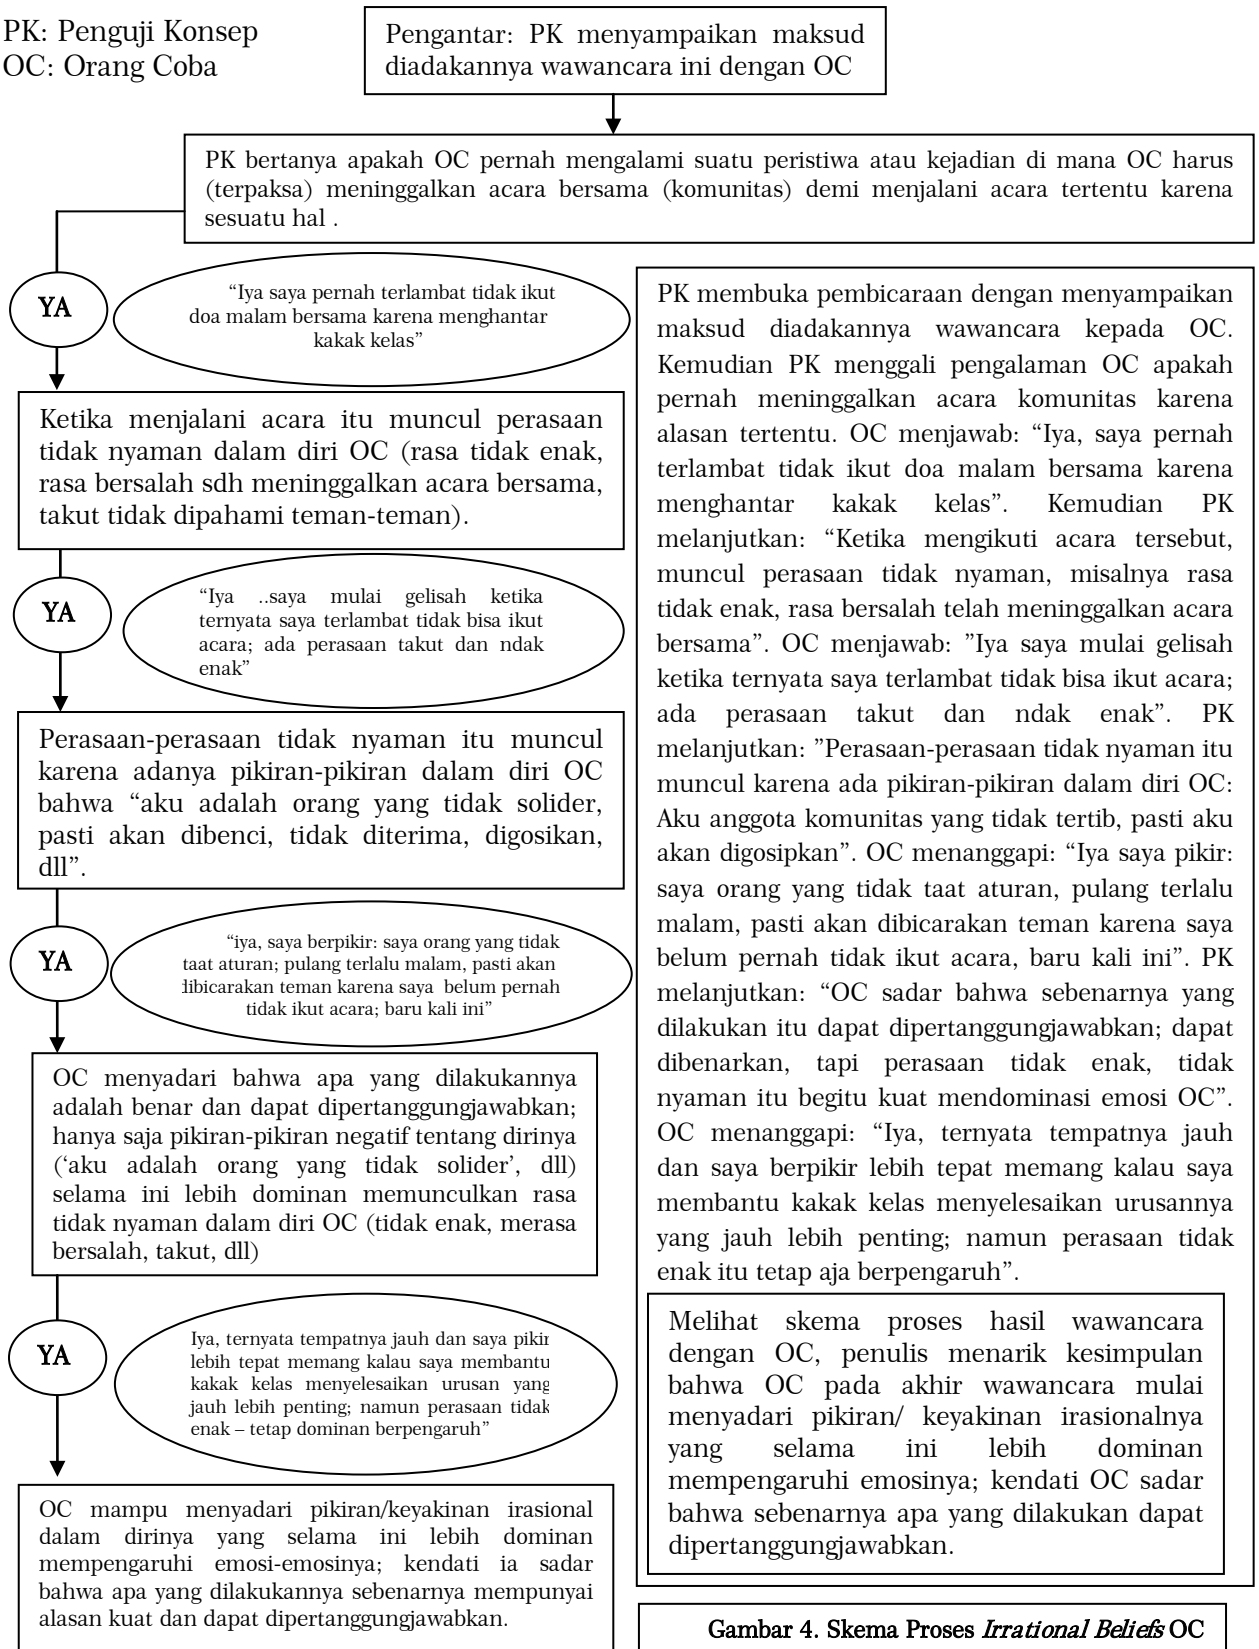 PK: Penguji Konsep
OC: Orang Coba
Pengantar: PK menyampaikan maksud
diadakannya wawancara ini dengan OC
PK bertanya apakah OC pernah mengalami suatu peristiwa atau kejadian di mana OC harus
(terpaksa) meninggalkan acara bersama (komunitas) demi menjalani acara tertentu karena
sesuatu hal .
YA
“Iya saya pernah terlambat tidak ikut
doa malam bersama karena menghantar
kakak kelas”
Ketika menjalani acara itu muncul perasaan
tidak nyaman dalam diri OC (rasa tidak enak,
rasa bersalah sdh meninggalkan acara bersama,
takut tidak dipahami teman-teman).
YA
“Iya ..saya mulai gelisah ketika
ternyata saya terlambat tidak bisa ikut
acara; ada perasaan takut dan ndak
enak”
Perasaan-perasaan tidak nyaman itu muncul
karena adanya pikiran-pikiran dalam diri OC
bahwa “aku adalah orang yang tidak solider,
pasti akan dibenci, tidak diterima, digosikan,
dll”.
YA
“iya, saya berpikir: saya orang yang tidak
taat aturan; pulang terlalu malam, pasti akan
dibicarakan teman karena saya belum pernah
tidak ikut acara; baru kali ini”
OC menyadari bahwa apa yang dilakukannya
adalah benar dan dapat dipertanggungjawabkan;
hanya saja pikiran-pikiran negatif tentang dirinya
(‘aku adalah orang yang tidak solider’, dll)
selama ini lebih dominan memunculkan rasa
tidak nyaman dalam diri OC (tidak enak, merasa
bersalah, takut, dll)
YA
Iya, ternyata tempatnya jauh dan saya pikir
lebih tepat memang kalau saya membantu
kakak kelas menyelesaikan urusan yang
jauh lebih penting; namun perasaan tidak
enak – tetap dominan berpengaruh”
OC mampu menyadari pikiran/keyakinan irasional
dalam dirinya yang selama ini lebih dominan
mempengaruhi emosi-emosinya; kendati ia sadar
bahwa apa yang dilakukannya sebenarnya mempunyai
alasan kuat dan dapat dipertanggungjawabkan.
PK membuka pembicaraan dengan menyampaikan
maksud diadakannya wawancara kepada OC.
Kemudian PK menggali pengalaman OC apakah
pernah meninggalkan acara komunitas karena
alasan tertentu. OC menjawab: “Iya, saya pernah
terlambat tidak ikut doa malam bersama karena
menghantar kakak kelas”. Kemudian PK
melanjutkan: “Ketika mengikuti acara tersebut,
muncul perasaan tidak nyaman, misalnya rasa
tidak enak, rasa bersalah telah meninggalkan acara
bersama”. OC menjawab: ”Iya saya mulai gelisah
ketika ternyata saya terlambat tidak bisa ikut acara;
ada perasaan takut dan ndak enak”. PK
melanjutkan: ”Perasaan-perasaan tidak nyaman itu
muncul karena ada pikiran-pikiran dalam diri OC:
Aku anggota komunitas yang tidak tertib, pasti aku
akan digosipkan”. OC menanggapi: “Iya saya pikir:
saya orang yang tidak taat aturan, pulang terlalu
malam, pasti akan dibicarakan teman karena saya
belum pernah tidak ikut acara, baru kali ini”. PK
melanjutkan: “OC sadar bahwa sebenarnya yang
dilakukan itu dapat dipertanggungjawabkan; dapat
dibenarkan, tapi perasaan tidak enak, tidak
nyaman itu begitu kuat mendominasi emosi OC”.
OC menanggapi: “Iya, ternyata tempatnya jauh
dan saya berpikir lebih tepat memang kalau saya
membantu kakak kelas menyelesaikan urusannya
yang jauh lebih penting; namun perasaan tidak
enak itu tetap aja berpengaruh”.
Melihat skema proses hasil wawancara
dengan OC, penulis menarik kesimpulan
bahwa OC pada akhir wawancara mulai
menyadari pikiran/ keyakinan irasionalnya
yang selama ini lebih dominan
mempengaruhi emosinya; kendati OC sadar
bahwa sebenarnya apa yang dilakukan dapat
dipertanggungjawabkan.
Gambar 4. Skema Proses Irrational Beliefs OC